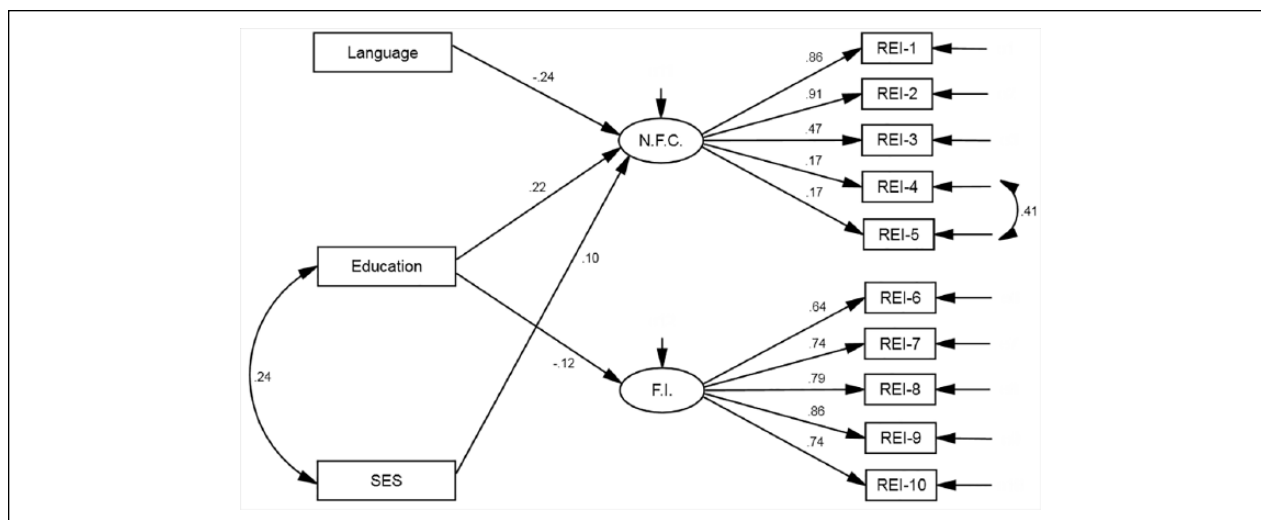 Language
-.24
N.F.C.
.86
REI-1
.91
REI-2
.47
REI-3
.17
REI-4
.17
REI-5
.41
.22
Education
.10
-.12
.24
SES
F.I.
.64
REI-6
.74
REI-7
.79
REI-8
.86
REI-9
.74
REI-10